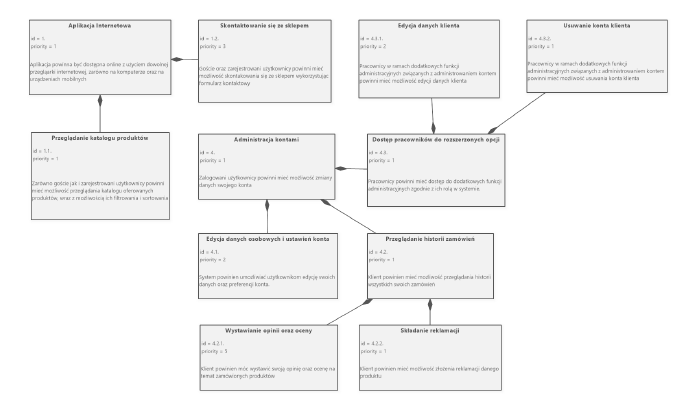 Aplikacja Internetowa
id = 1.
priority = 1
Aplikacja powinna być dostępna online z użyciem dowolnej
przeglądarki internetowej, zarówno na komputerze oraz na
urządzeniach mobilnych
Skontaktowanie się ze sklepem
id = 1.2.
priority = 3
Goście oraz zarejestrowani użytkownicy powinni mieć
możliwość skontakowania się ze sklepem wykorzystując
formularz kontaktowy
Edycja danych klienta
id = 4.3.1.
priority = 2
Pracownicy w ramach dodatkowych funkcji
administracyjnych związanych z administrowaniem kontem
powinni mieć możliwość edycji danych klienta
Usuwanie konta klienta
id = 4.3.2.
priority = 1
Pracownicy w ramach dodatkowych funkcji
administracyjnych związanych z administrowaniem kontem
powinni mieć możliwość usuwania konta klienta
Przeglądanie katalogu produktów
id = 1.1.
priority = 1
Zarówno goście jak i zarejestrowani użytkownicy powinni
mieć możliwość przeglądania katalogu oferowanych
produktów, wraz z możliwością ich filtrowania i sortowania
Administracja kontami
id = 4.
priority = 1
Zalogowani użytkownicy powinni mieć możliwość zmiany
danych swojego konta
Dostęp pracowników do rozszerzonych opcji
id = 4.3.
priority = 1
Pracownicy powinni mieć dostęp do dodatkowych funkcji
administracyjnych zgodnie z ich rolą w systemie.
Edycja danych osobowych i ustawień konta
id = 4.1.
priority = 2
System powinien umożliwiać użytkownikom edycję swoich
danych oraz preferencji konta.
Przeglądanie historii zamówień
id = 4.2.
priority = 1
Klient powinien mieć możliwość przeglądania historii
wszystkich swoich zamówień
Wystawianie opinii oraz oceny
id = 4.2.1.
priority = 3
Klient powinien móc wystawić swoją opinię oraz ocenę na
temat zamówionych produktów
Składanie reklamacji
id = 4.2.2.
priority = 1
Klient powinien mieć możliwość złożenia reklamacji danego
produktu